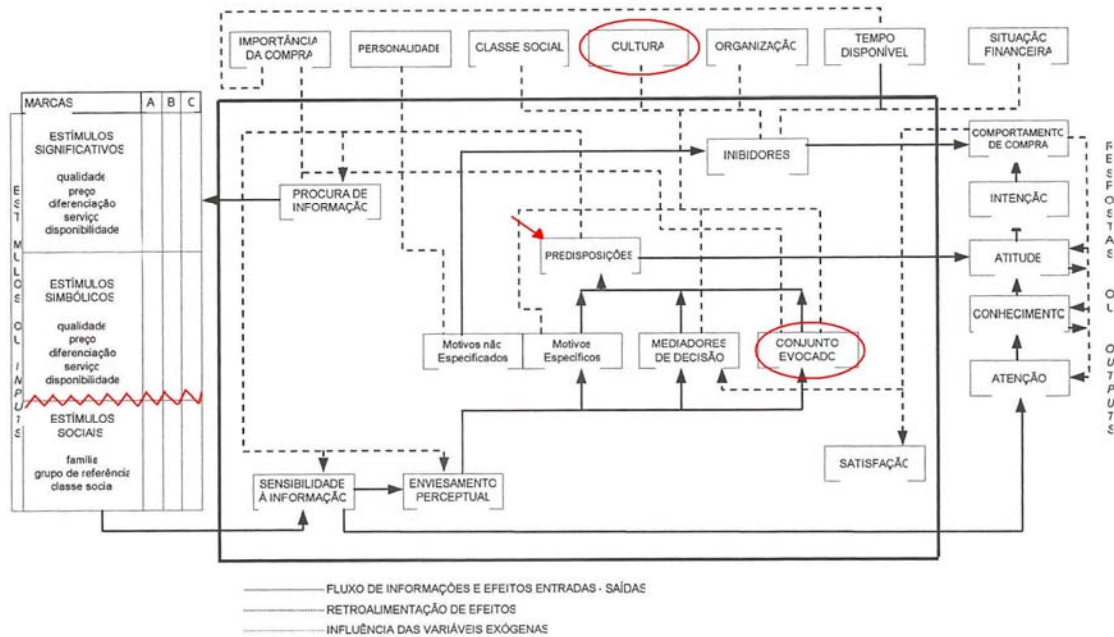 IMPORTÂNCIA
DA COMPRA
PERSONALIDADE
CLASSE SOCIAL
CULTURA
ORGANIZAÇÃO
TEMPO
DISPONÍVEL
SITUAÇÃO
FINANCEIRA
MARCAS A B C
ESTÍMULOS
SIGNIFICATIVOS
qualidade
preço
diferenciação
serviço
disponibilidade
ESTÍMULOS
SIMBÓLICOS
qualidade
preço
diferenciação
serviço
disponibilidade
ESTÍMULOS
SOCIAIS
família
grupo de referência
classe social
PROCURA DE
INFORMAÇÃO
INIBIDORES
PREDISPOSIÇÕES
Motivos não
Especificados
Motivos
Específicos
MEDIADORES
DE DECISÃO
CONJUNTO
EVOCADO
SENSIBILIDADE
À INFORMAÇÃO
ENVIESAMENTO
PERCEPTUAL
SATISFAÇÃO
COMPORTAMENTO
DE COMPRA
INTENÇÃO
ATITUDE
CONHECIMENTO
ATENÇÃO
OU OUTPUTS
FLUXO DE INFORMAÇÕES E EFEITOS ENTRADAS - SAÍDAS
RETROALIMENTAÇÃO DE EFEITOS
INFLUÊNCIA DAS VARIÁVEIS EXÓGENAS